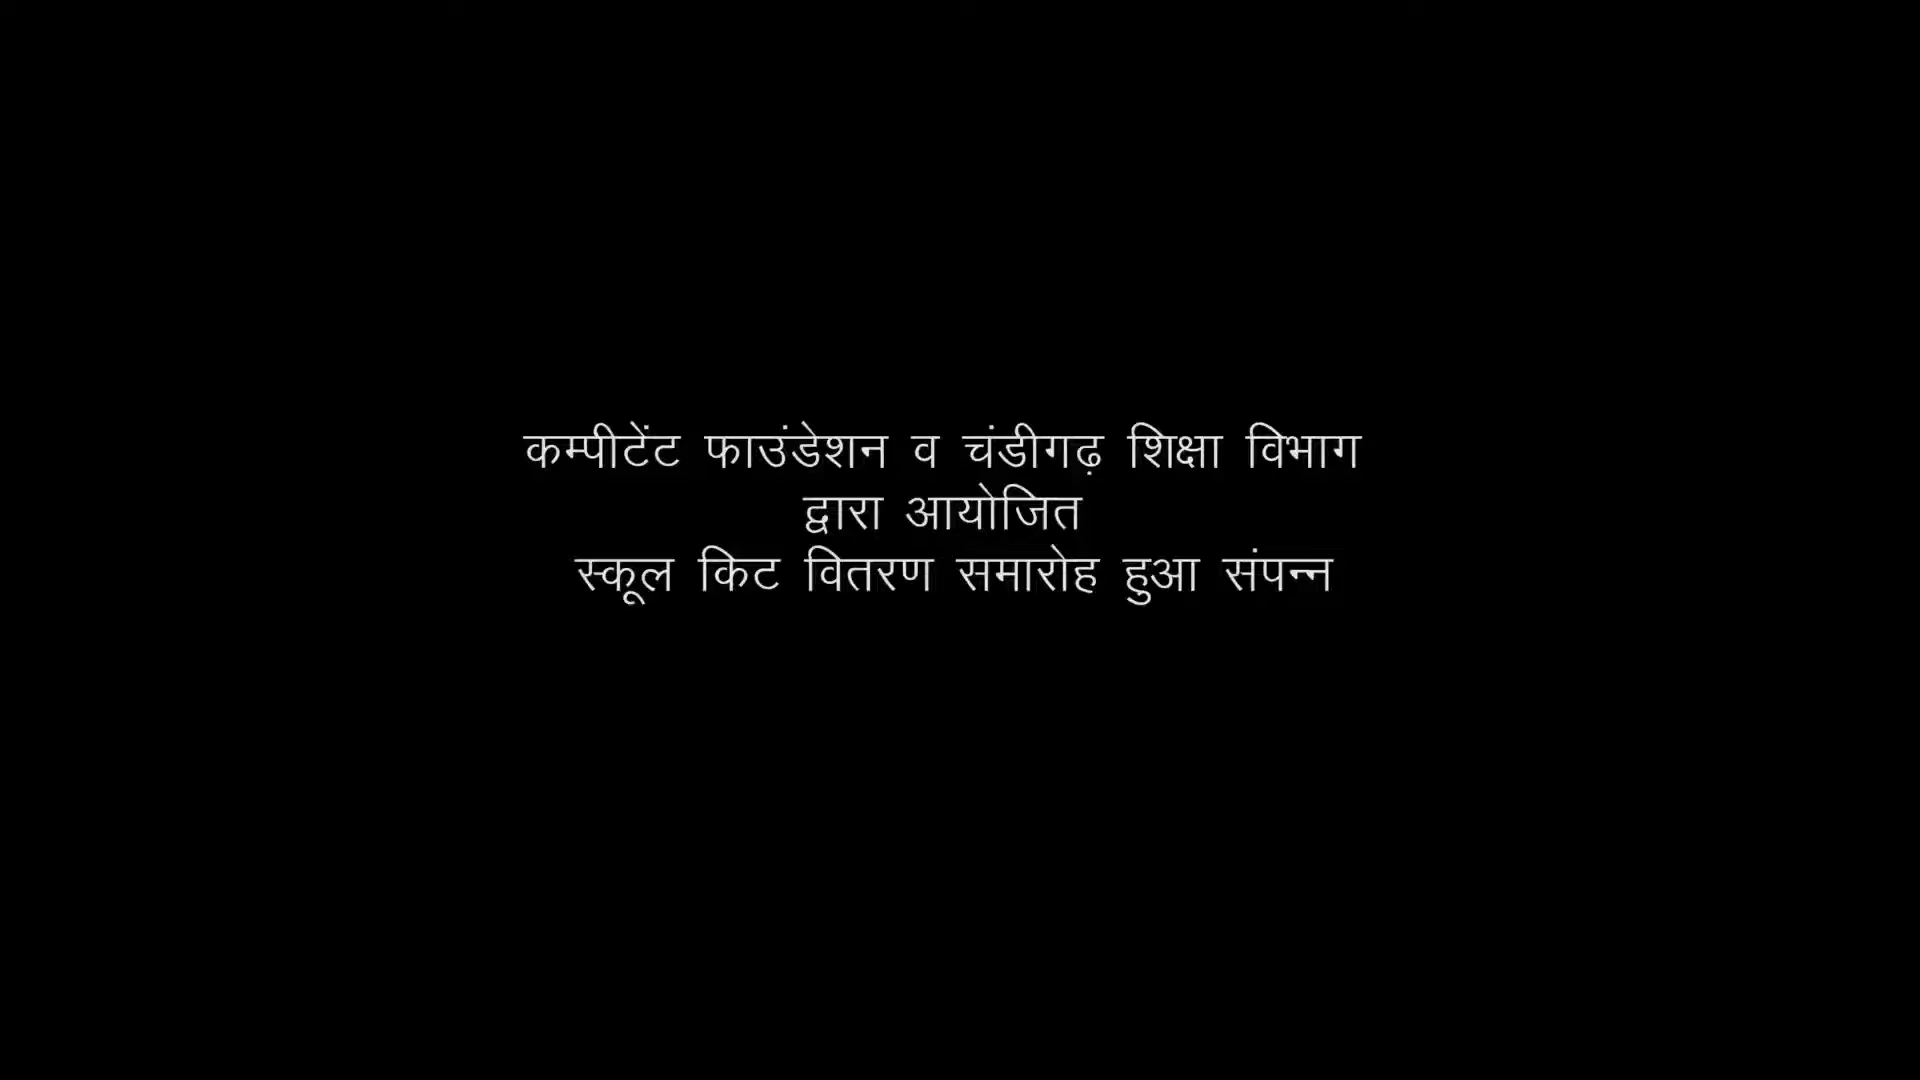 कम्पीटेंट फाउंडेशन व चंडीगढ़ शिक्षा विभाग
द्वारा आयोजित
स्कूल किट वितरण समारोह हुआ संपन्न